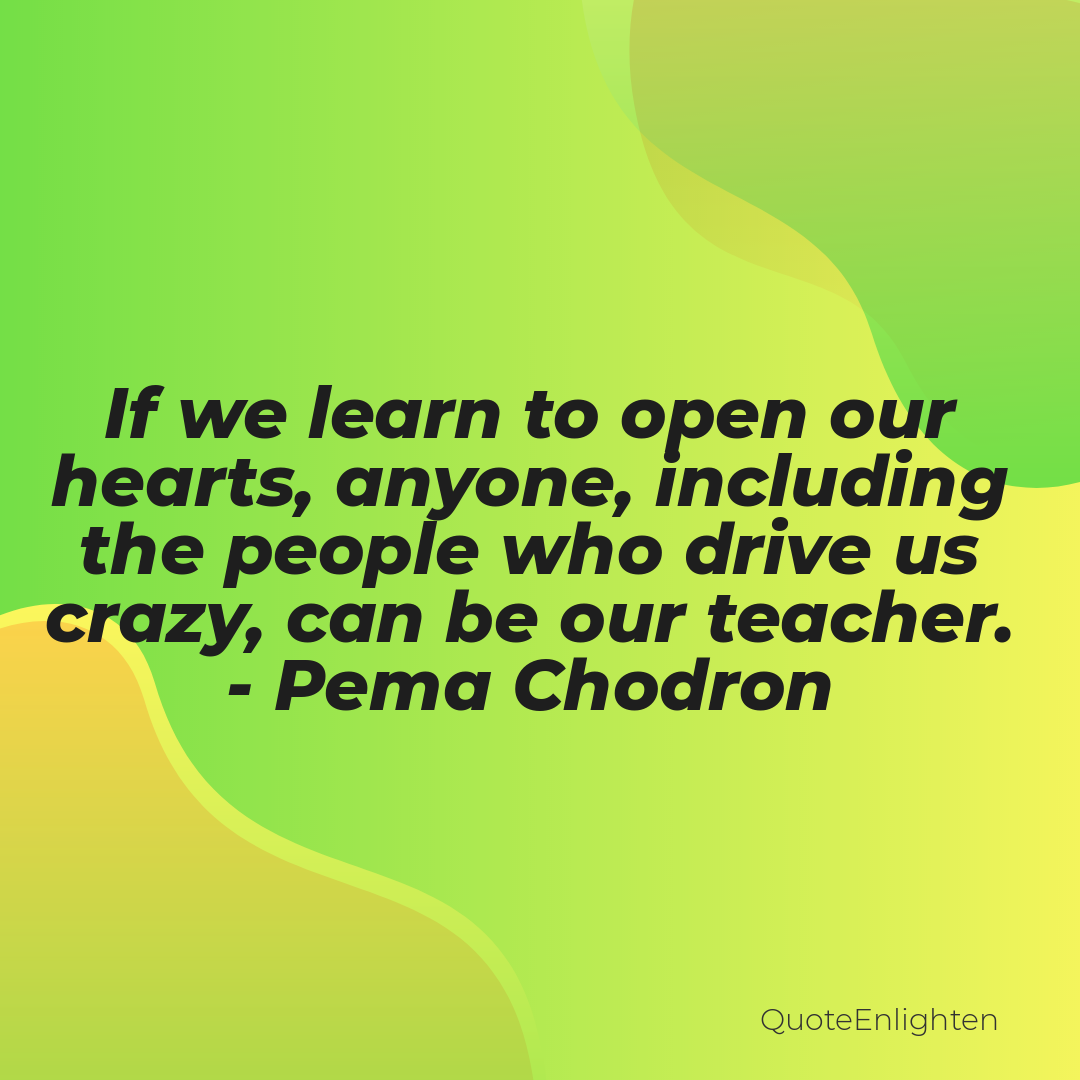 If we learn to open our
hearts, anyone, including
the people who drive us
crazy, can be our teacher.
- Pema Chodron
QuoteEnlighten